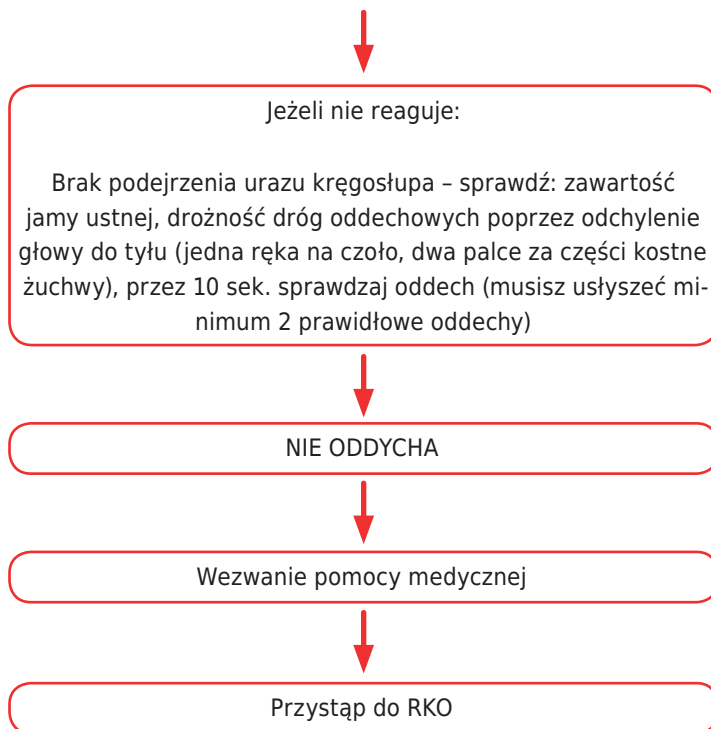 Jeżeli nie reaguje:
Brak podejrzenia urazu kręgosłupa – sprawdź: zawartość
jamy ustnej, drożność dróg oddechowych poprzez odchylenie
głowy do tyłu (jedna ręka na czoło, dwa palce za części kostne
żuchwy), przez 10 sek. sprawdzaj oddech (musisz usłyszeć mi-
nimum 2 prawidłowe oddechy)
NIE ODDYCHA
Wezwanie pomocy medycznej
Przystąp do RKO